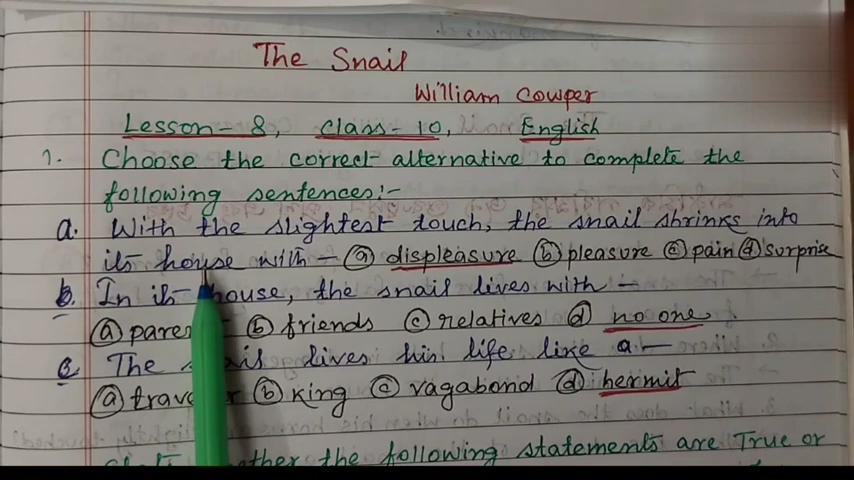 The Snail
William Cowper
Lesson-8, class-10, English
1. Choose the correct alternative to complete the
following sentences:-
a. With the slightest touch, the snail shrinks into
its house with - (a) displeasure (b) pleasure (c) pain (d) surprise
b. In its house, the snail lives with -
(a) (b) friends (c) relatives (d) no one
c. The lives his life like a -
(a) (b) king (c) vagabond (d) hermit
the following statements are True or